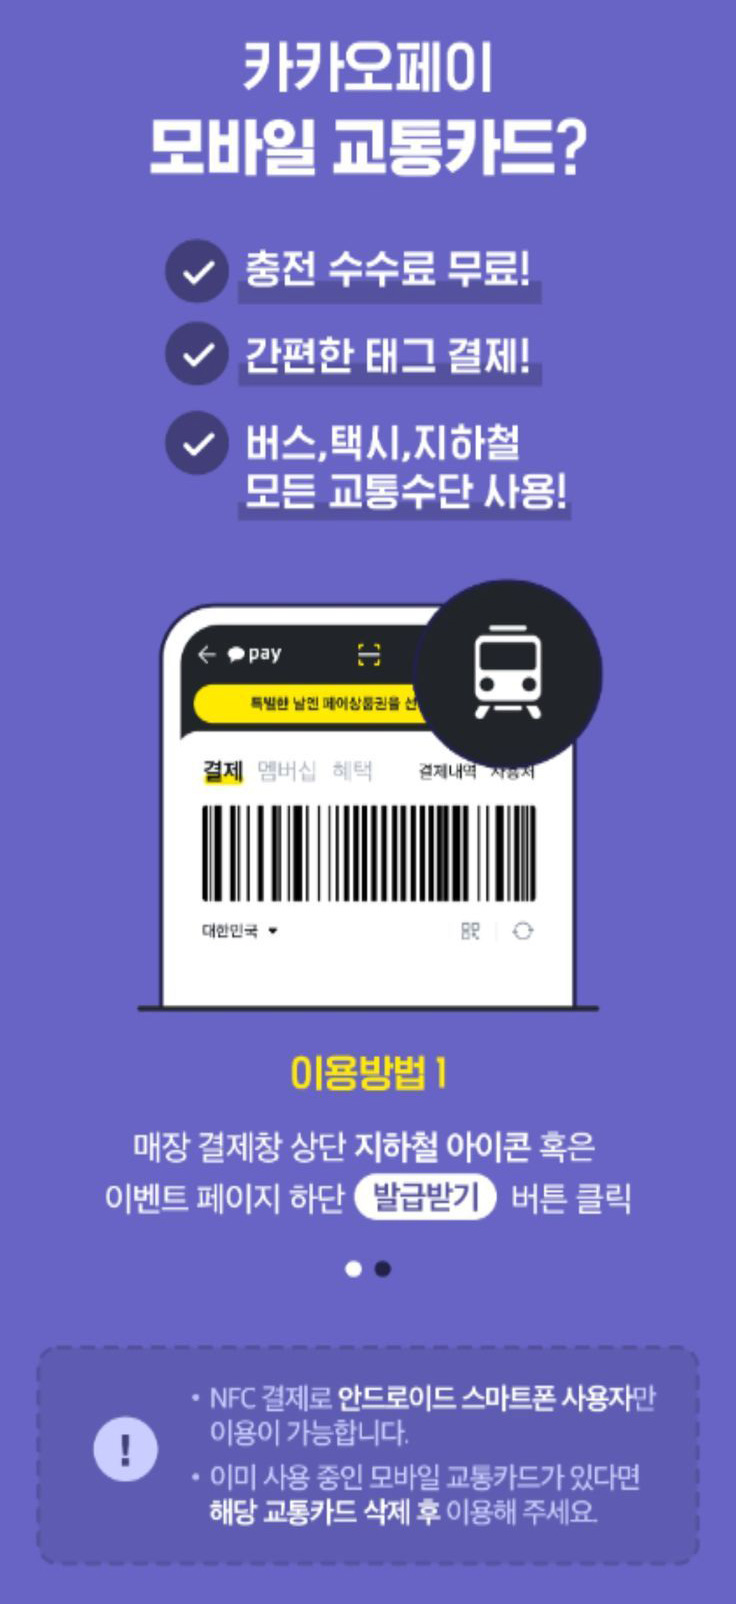 카카오페이
모바일 교통카드?
충전 수수료 무료!
간편한 태그 결제!
버스,택시,지하철
모든 교통수단 사용!
pay
특별한 날엔 페이상품권을 선
결제 멤버십 혜택 결제내역 사용처
대한민국
이용방법 1
매장 결제창 상단 지하철 아이콘 혹은
이벤트 페이지 하단 발급받기 버튼 클릭
!
• NFC 결제로 안드로이드 스마트폰 사용자만
이용이 가능합니다.
• 이미 사용 중인 모바일 교통카드가 있다면
해당 교통카드 삭제 후 이용해 주세요.